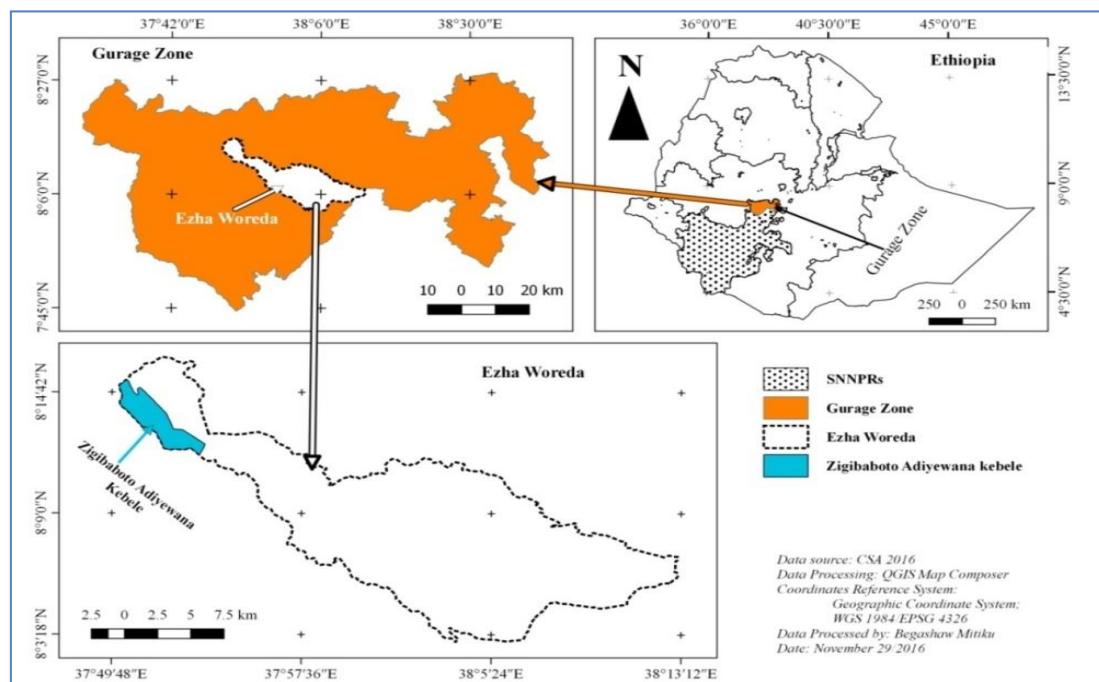 37°42'0"E 38°6'0"E 38°30'0"E
36°0'0"E 40°30'0"E 45°0'0"E
Gurage Zone
8°27'0"N
8°6'0"N
7°45'0"N
Ezha Woreda
10 0 10 20 km
N
Ethiopia
13°30'0"N
9°0'0"N
4°30'0"N
Gurage Zone
250 0 250 km
Ezha Woreda
8°14'42"N
8°9'0"N
8°3'18"N
Zigibaboto Adiyewana
Kebele
2.5 0 2.5 5 7.5 km
37°49'48"E 37°57'36"E 38°5'24"E 38°13'12"E
SNNPRs
Gurage Zone
Ezha Woreda
Zigibaboto Adiyewana kebele
Data source: CSA 2016
Data Processing: QGIS Map Composer
Coordinates Reference System:
Geographic Coordinate System;
WGS 1984/EPSG 4326
Data Processed by: Begashaw Mitiku
Date: November 29/2016